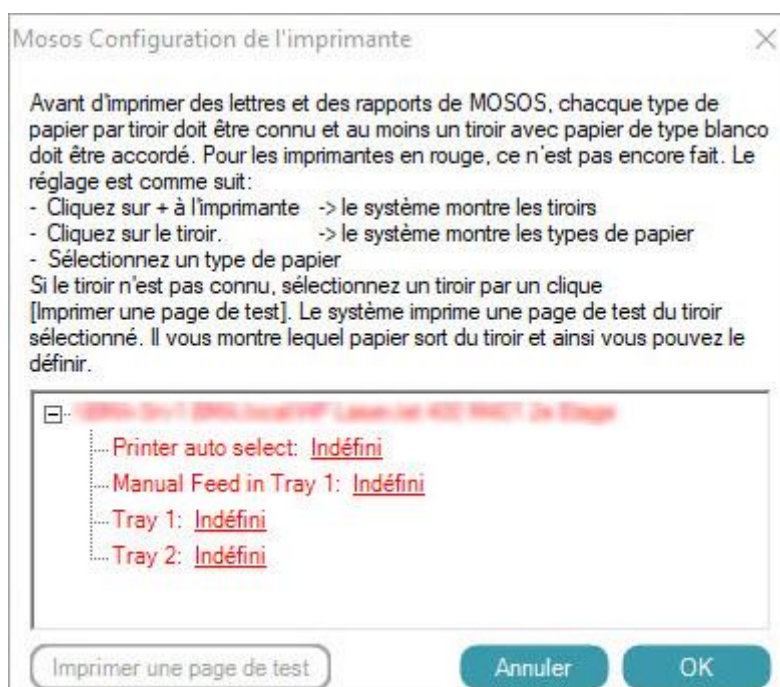 Mosos Configuration de l'imprimante
Avant d'imprimer des lettres et des rapports de MOSOS, chacque type de
papier par tiroir doit être connu et au moins un tiroir avec papier de type blanco
doit être accordé. Pour les imprimantes en rouge, ce n'est pas encore fait. Le
réglage est comme suit:
- Cliquez sur + à l'imprimante -> le système montre les tiroirs
- Cliquez sur le tiroir. -> le système montre les types de papier
- Sélectionnez un type de papier
Si le tiroir n'est pas connu, sélectionnez un tiroir par un clique
[Imprimer une page de test]. Le système imprime une page de test du tiroir
sélectionné. Il vous montre lequel papier sort du tiroir et ainsi vous pouvez le
définir.
Printer auto select: Indéfini
Manual Feed in Tray 1: Indéfini
Tray 1: Indéfini
Tray 2: Indéfini
Imprimer une page de test Annuler OK